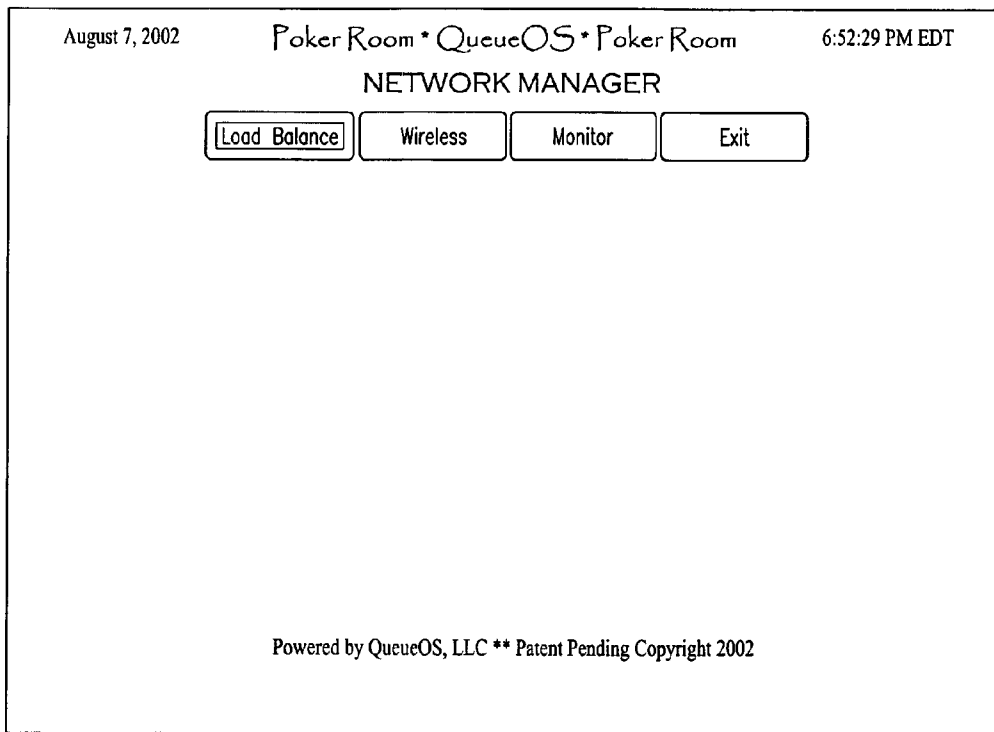 August 7, 2002 Poker Room * QueueOS * Poker Room 6:52:29 PM EDT
NETWORK MANAGER
Load Balance Wireless Monitor Exit
Powered by QueueOS, LLC ** Patent Pending Copyright 2002